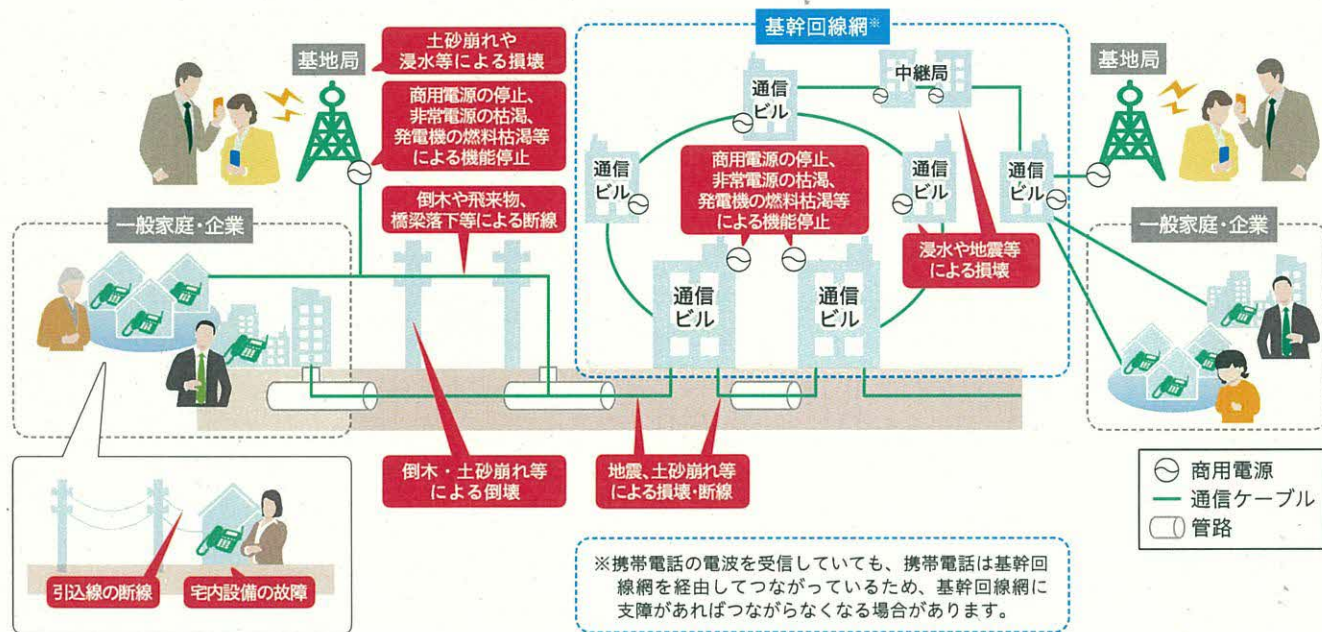 基幹回線網※
基地局
土砂崩れや
浸水等による損壊
商用電源の停止、
非常電源の枯渇、
発電機の燃料枯渇等
による機能停止
中継局
通信
ビル
通信
ビル
通信
ビル
通信
ビル
通信
ビル
通信
ビル
商用電源の停止、
非常電源の枯渇、
発電機の燃料枯渇等
による機能停止
浸水や地震等
による損壊
基地局
倒木や飛来物、
橋梁落下等による断線
一般家庭・企業
一般家庭・企業
倒木・土砂崩れ等
による倒壊
地震、土砂崩れ等
による損壊・断線
引込線の断線
宅内設備の故障
商用電源
通信ケーブル
管路
※携帯電話の電波を受信していても、携帯電話は基幹回
線網を経由してつながっているため、基幹回線網に
支障があればつながらなくなる場合があります。